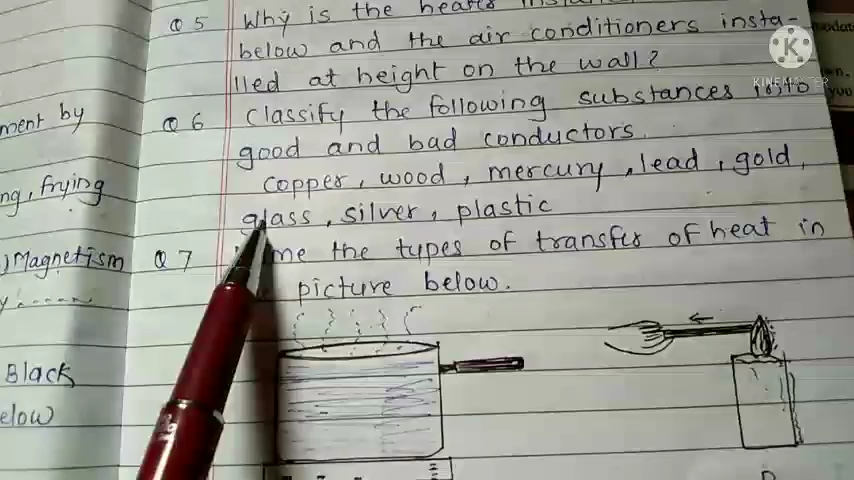 Q 5 Why is the heater
below and the air conditioners insta-
lled at height on the wall?
Q 6 Classify the following substances into
good and bad conductors.
copper, wood, mercury, lead, gold,
glass, silver, plastic
Q 7 me the types of transfer of heat in
picture below.
ment by
ng, frying
) Magnetism
Black
elow
KINEMASTER